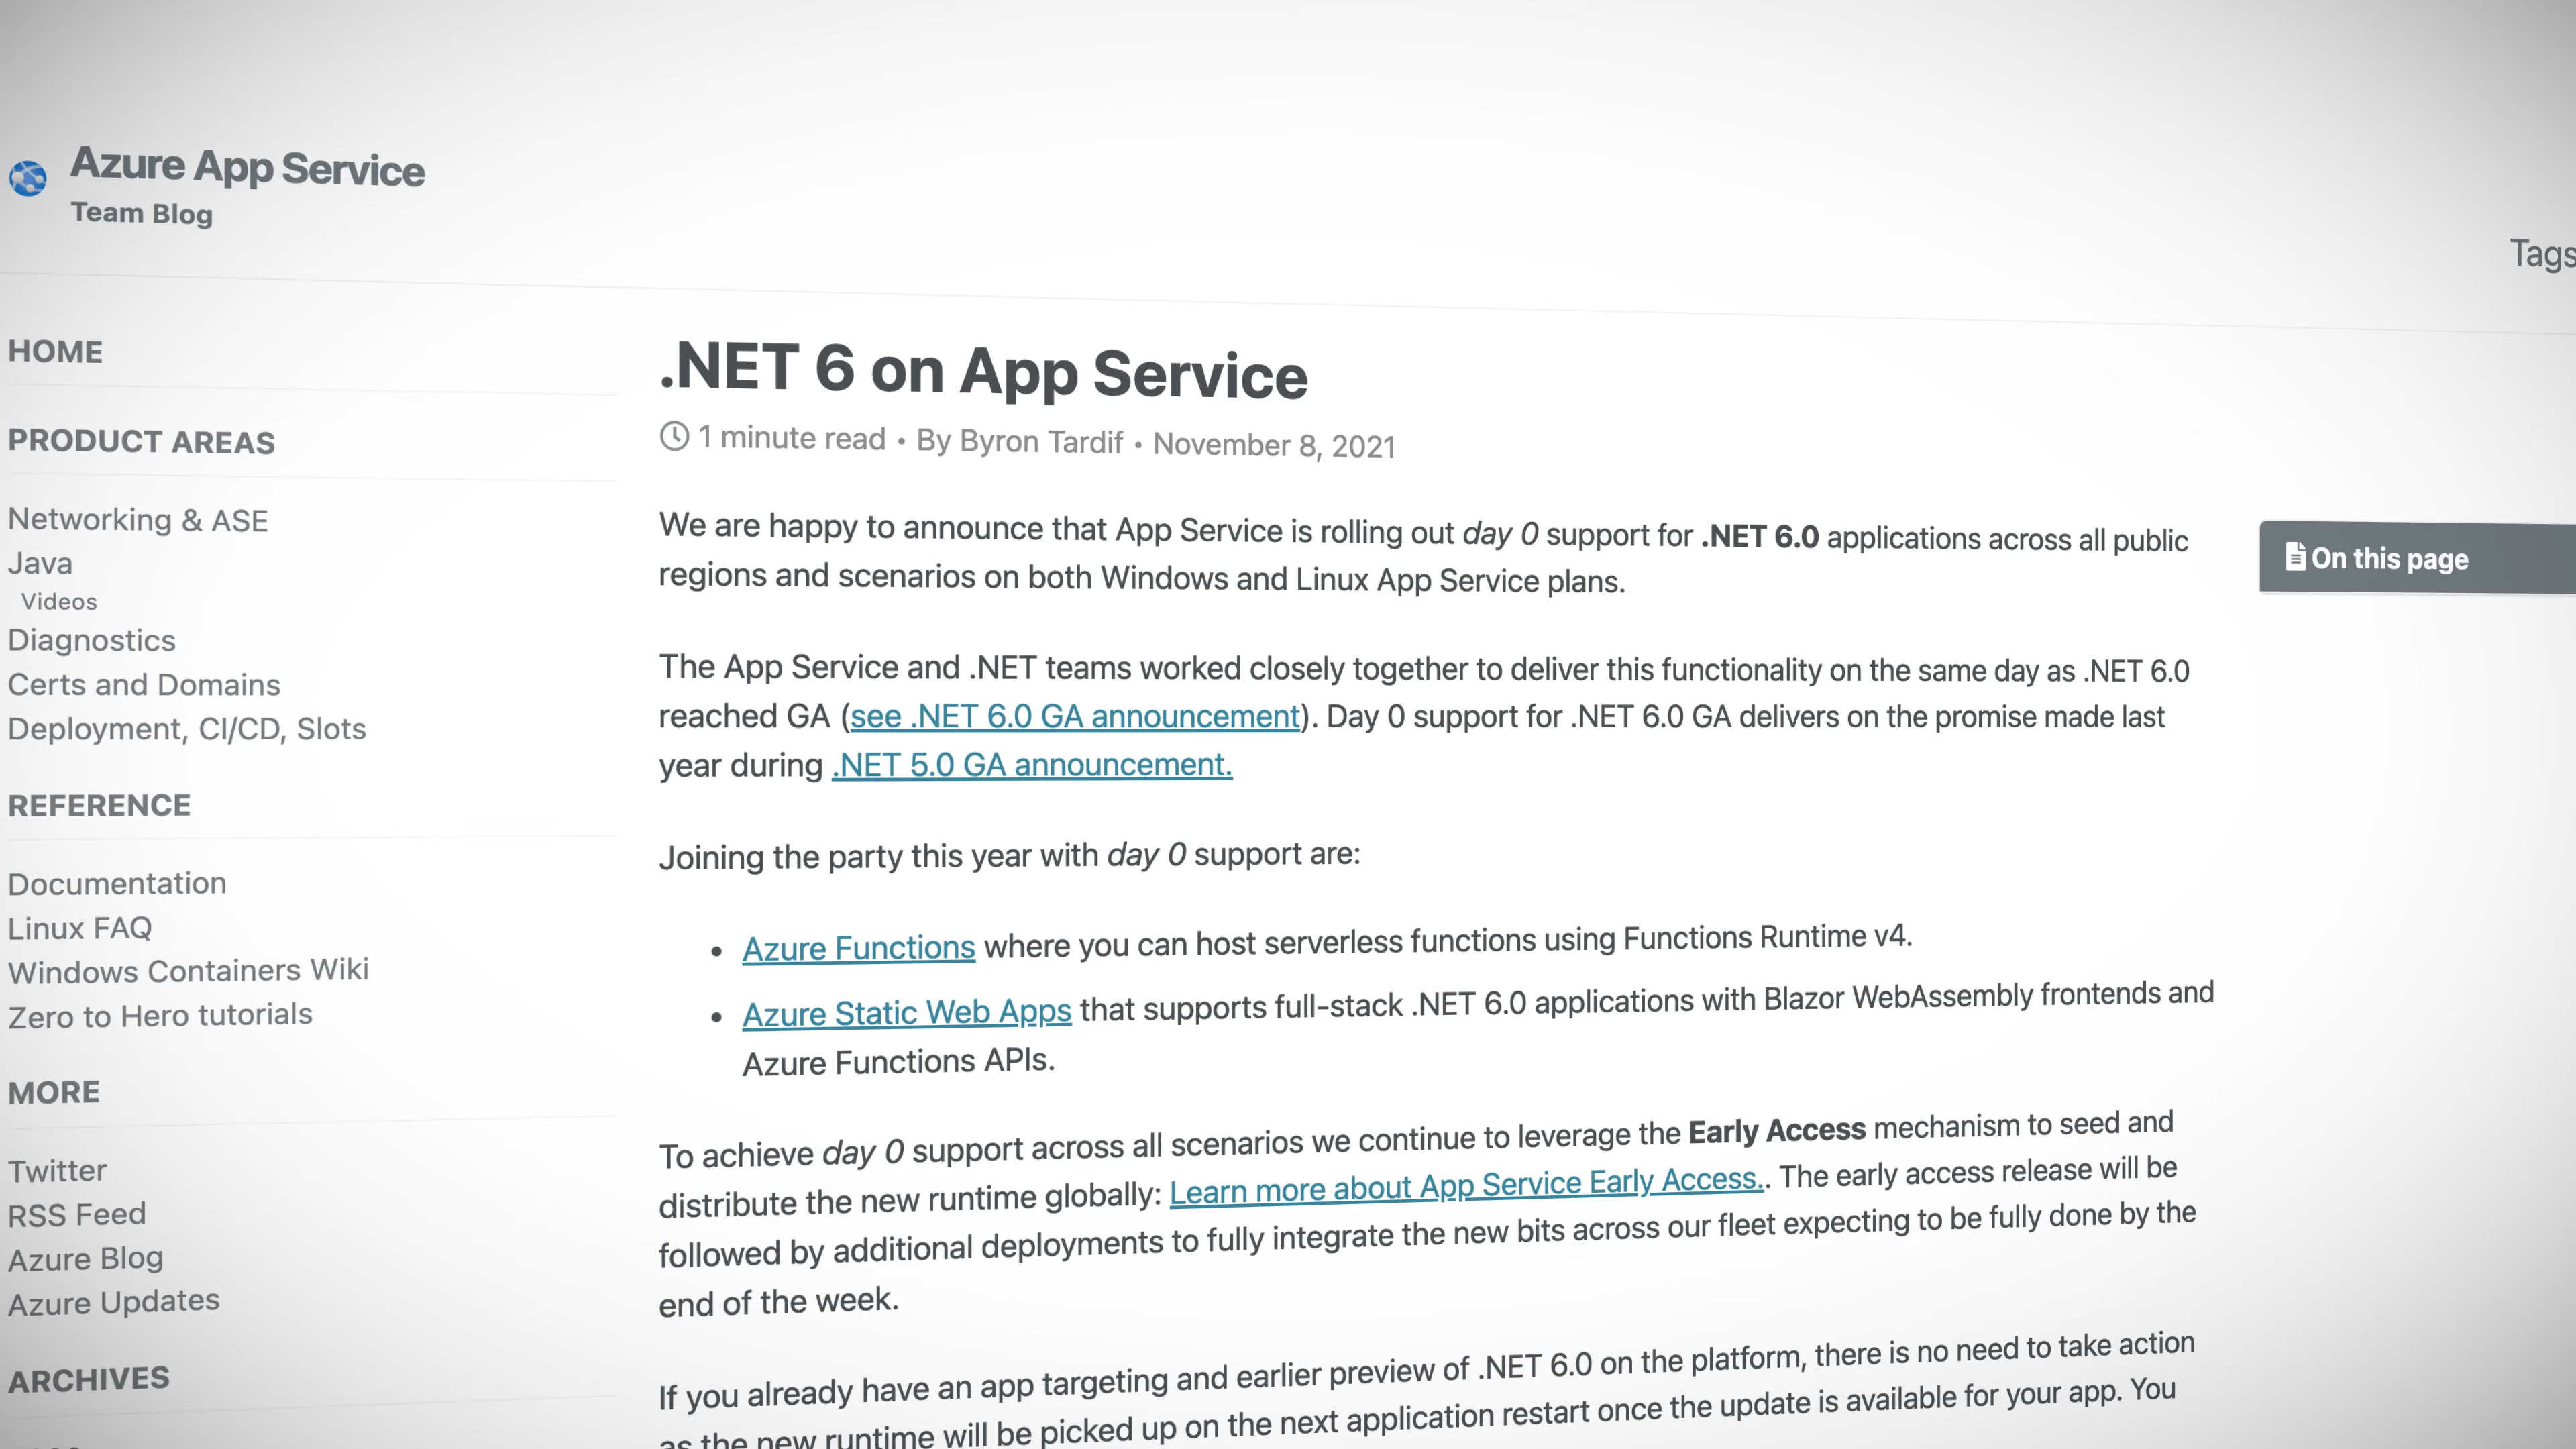 Azure App Service
Team Blog
Tags
HOME
PRODUCT AREAS
Networking & ASE
Java
Videos
Diagnostics
Certs and Domains
Deployment, CI/CD, Slots
REFERENCE
Documentation
Linux FAQ
Windows Containers Wiki
Zero to Hero tutorials
MORE
Twitter
RSS Feed
Azure Blog
Azure Updates
ARCHIVES
.NET 6 on App Service
1 minute read • By Byron Tardif • November 8, 2021
We are happy to announce that App Service is rolling out day 0 support for .NET 6.0 applications across all public
regions and scenarios on both Windows and Linux App Service plans.
The App Service and .NET teams worked closely together to deliver this functionality on the same day as .NET 6.0
reached GA (see .NET 6.0 GA announcement). Day 0 support for .NET 6.0 GA delivers on the promise made last
year during .NET 5.0 GA announcement.
Joining the party this year with day 0 support are:
• Azure Functions where you can host serverless functions using Functions Runtime v4.
• Azure Static Web Apps that supports full-stack .NET 6.0 applications with Blazor WebAssembly frontends and
Azure Functions APIs.
To achieve day 0 support across all scenarios we continue to leverage the Early Access mechanism to seed and
distribute the new runtime globally: Learn more about App Service Early Access.. The early access release will be
followed by additional deployments to fully integrate the new bits across our fleet expecting to be fully done by the
end of the week.
If you already have an app targeting and earlier preview of .NET 6.0 on the platform, there is no need to take action
as the new runtime will be picked up on the next application restart once the update is available for your app. You
On this page